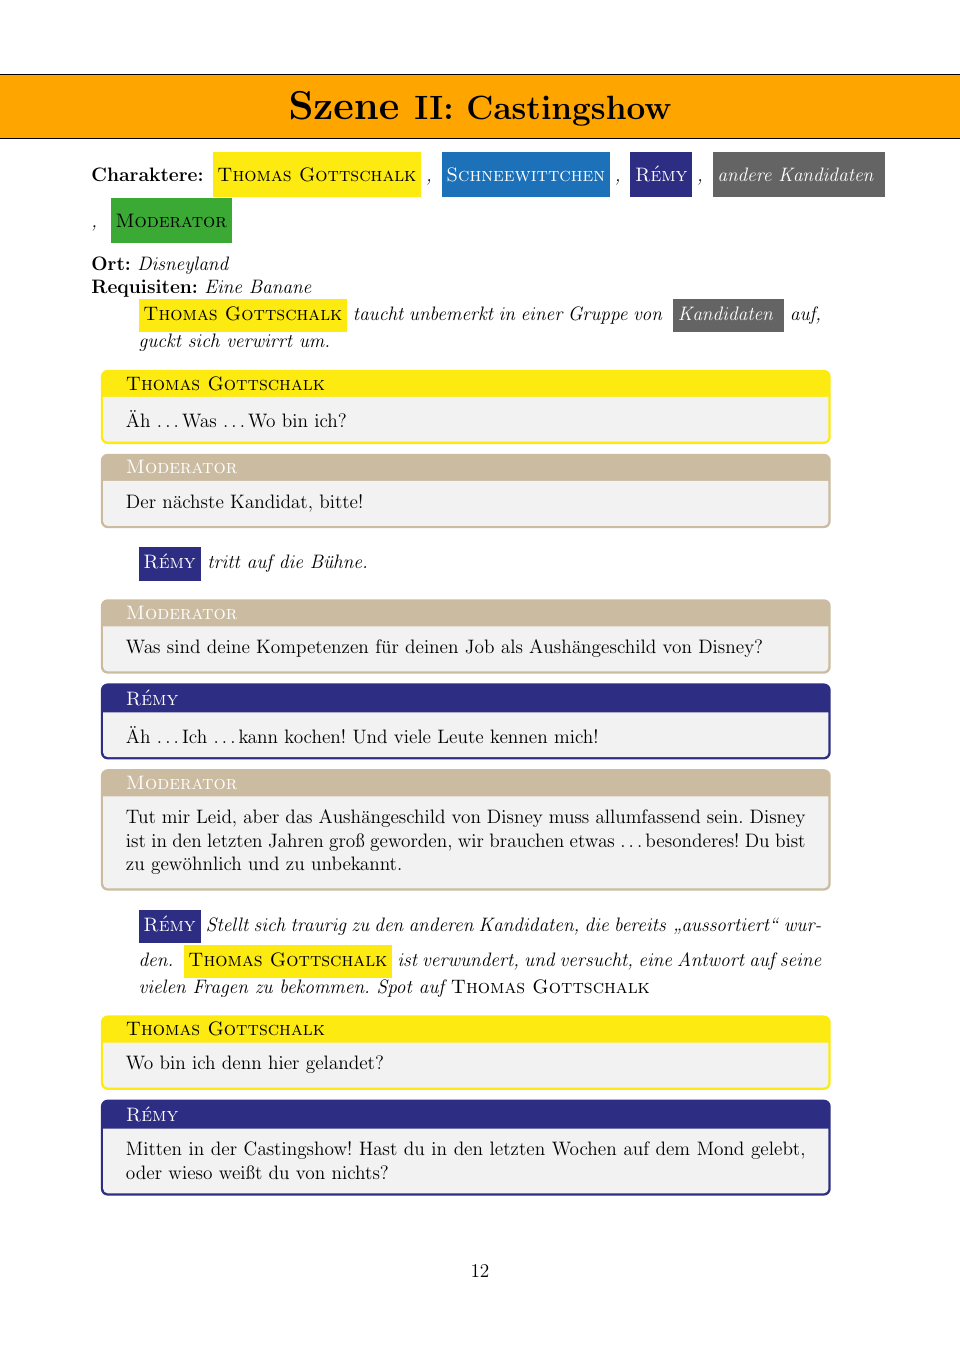 Szene II: Castingshow
Charaktere: Thomas Gottschalk , Schneewittchen , Rémy , andere Kandidaten
, Moderator
Ort: Disneyland
Requisiten: Eine Banane
Thomas Gottschalk taucht unbemerkt in einer Gruppe von Kandidaten auf,
guckt sich verwirrt um.
Thomas Gottschalk
Äh ... Was ... Wo bin ich?
Moderator
Der nächste Kandidat, bitte!
Rémy tritt auf die Bühne.
Moderator
Was sind deine Kompetenzen für deinen Job als Aushängeschild von Disney?
Rémy
Äh ... Ich ... kann kochen! Und viele Leute kennen mich!
Moderator
Tut mir Leid, aber das Aushängeschild von Disney muss allumfassend sein. Disney
ist in den letzten Jahren groß geworden, wir brauchen etwas ... besonderes! Du bist
zu gewöhnlich und zu unbekannt.
Rémy Stellt sich traurig zu den anderen Kandidaten, die bereits „aussortiert“ wur-
den. Thomas Gottschalk ist verwundert, und versucht, eine Antwort auf seine
vielen Fragen zu bekommen. Spot auf Thomas Gottschalk
Thomas Gottschalk
Wo bin ich denn hier gelandet?
Rémy
Mitten in der Castingshow! Hast du in den letzten Wochen auf dem Mond gelebt,
oder wieso weißt du von nichts?
12